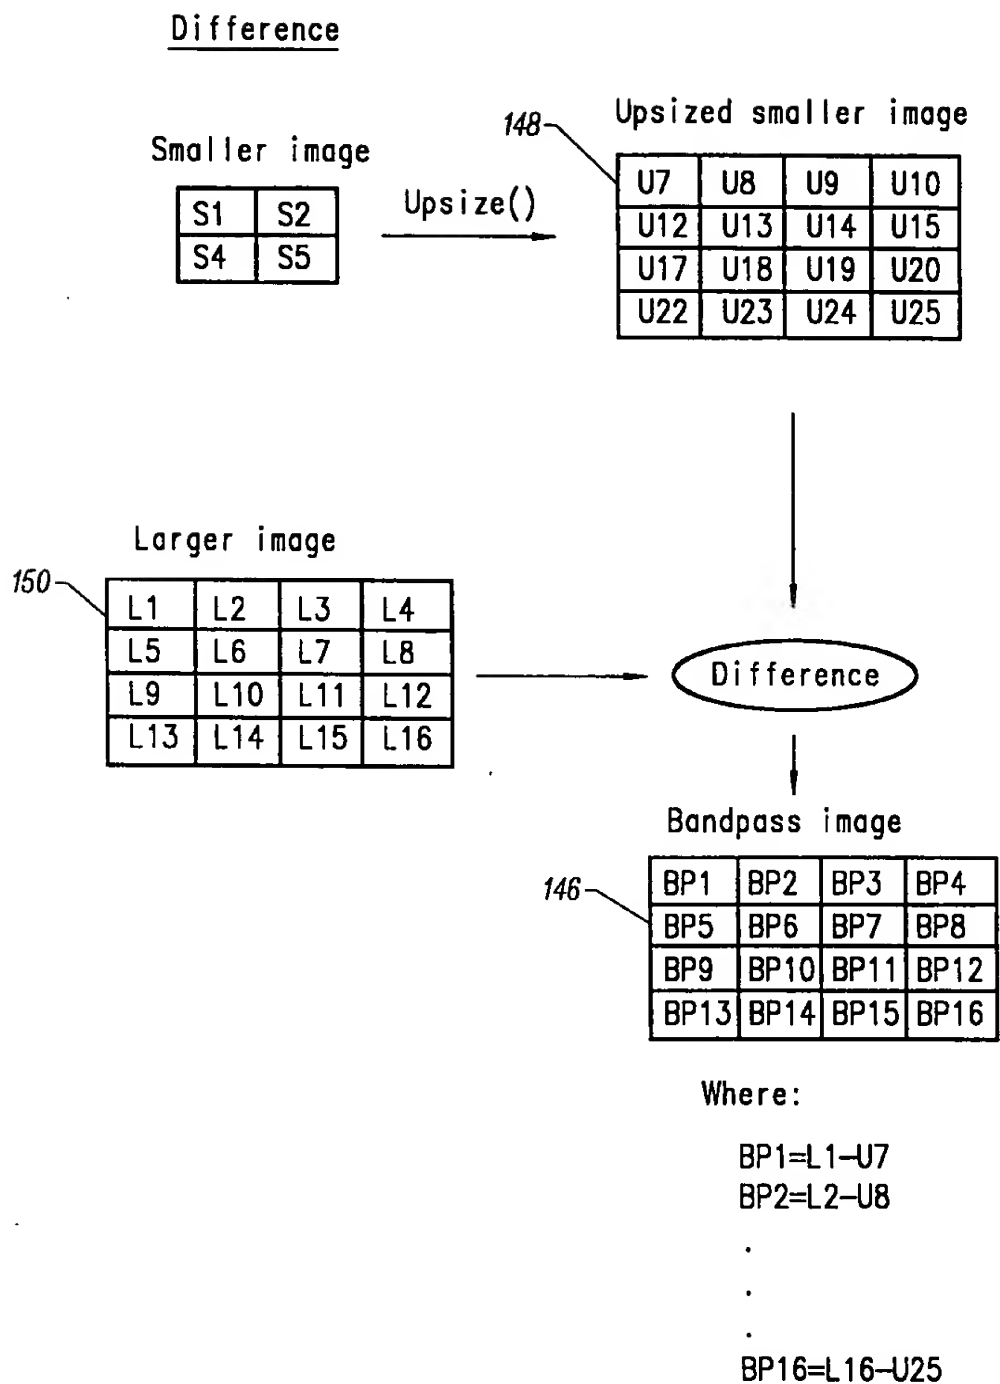 Difference
Smaller image
S1 S2
S4 S5
Upsize()
148
Upsized smaller image
U7 U8 U9 U10
U12 U13 U14 U15
U17 U18 U19 U20
U22 U23 U24 U25
Larger image
150
L1 L2 L3 L4
L5 L6 L7 L8
L9 L10 L11 L12
L13 L14 L15 L16
Difference
Bandpass image
146
BP1 BP2 BP3 BP4
BP5 BP6 BP7 BP8
BP9 BP10 BP11 BP12
BP13 BP14 BP15 BP16
Where:
BP1=L1–U7
BP2=L2–U8
.
.
.
BP16=L16–U25